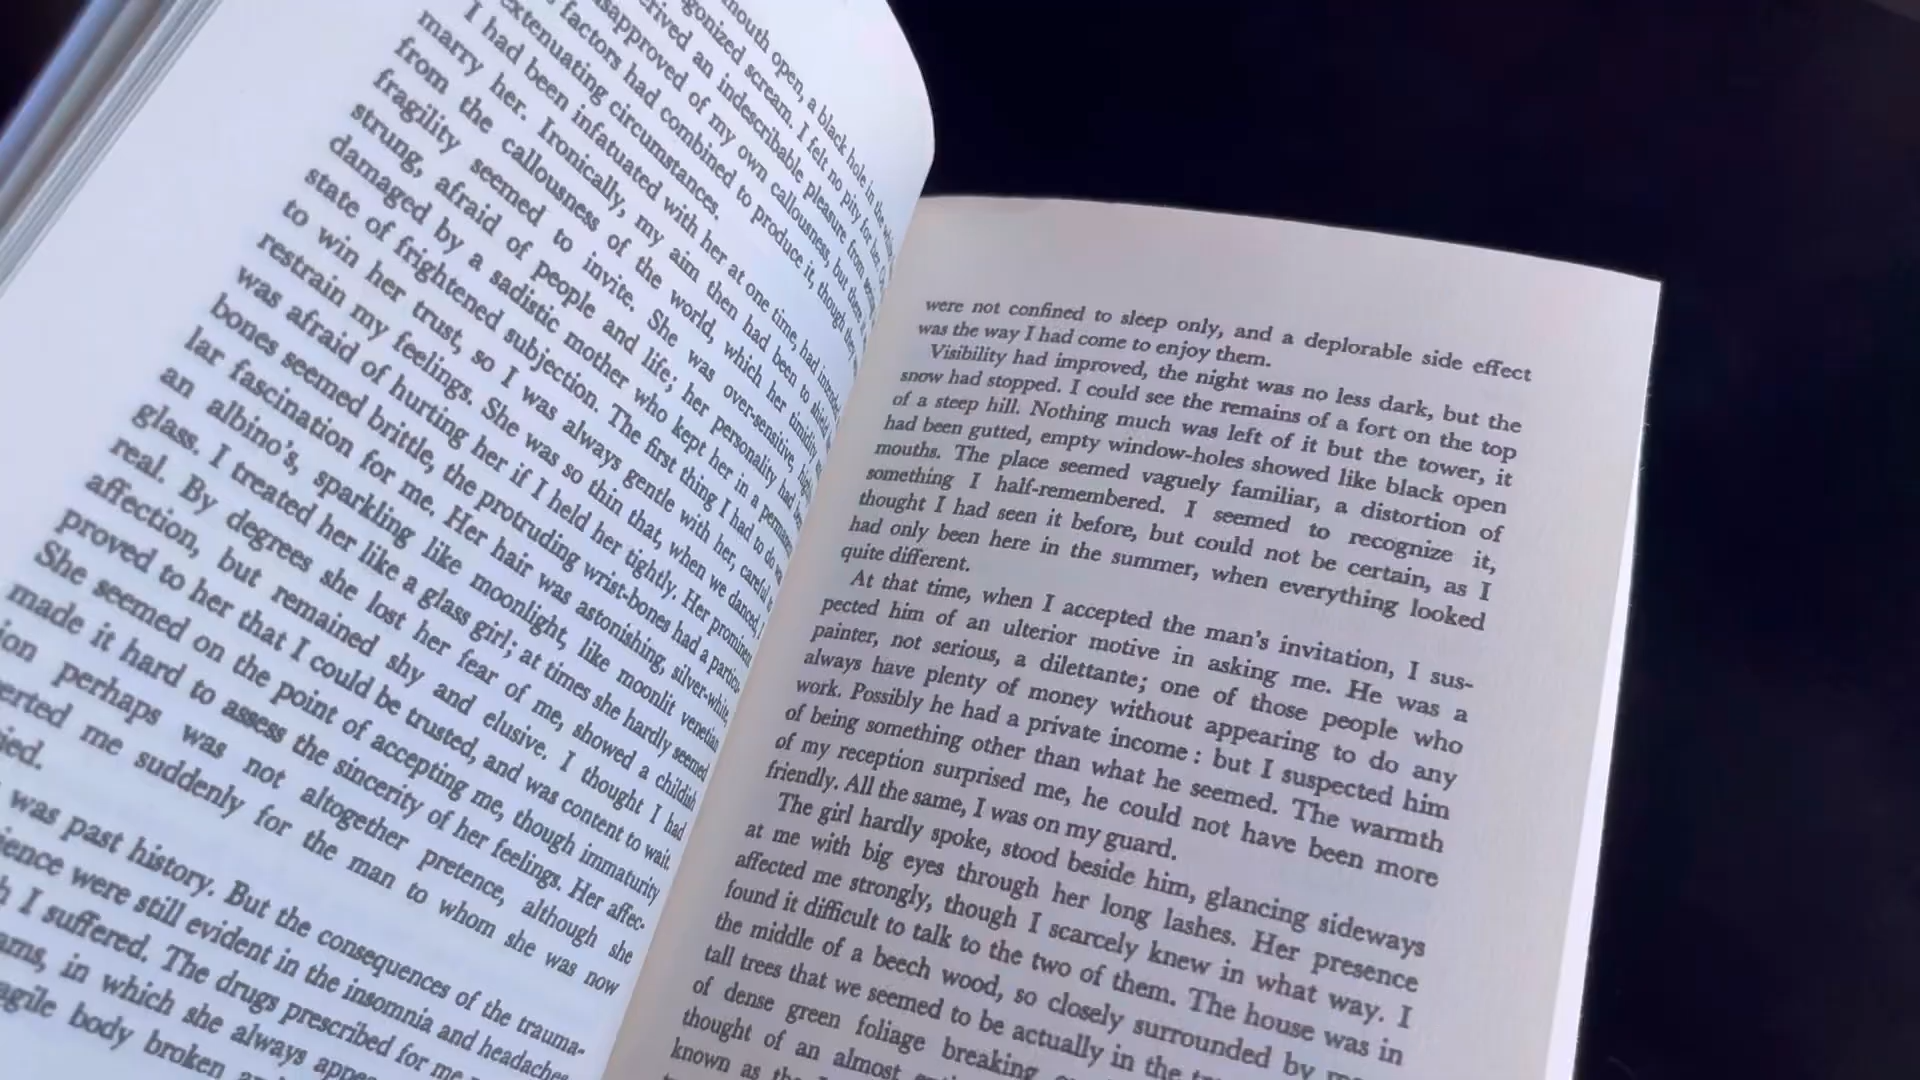 mouth open, a black hole in the
agonized scream. I felt no pity for her.
derived an indescribable pleasure from
disapproved of my own callousness, but there
factors had combined to produce it, though they
extenuating circumstances.
I had been infatuated with her at one time, had intended
marry her. Ironically, my aim then had been to shield
from the callousness of the world, which her timidity
fragility seemed to invite. She was over-sensitive,
strung, afraid of people and life; her personality had
damaged by a sadistic mother who kept her in a permanent
state of frightened subjection. The first thing I had to do
to win her trust, so I was always gentle with her, careful
restrain my feelings. She was so thin that, when we danced, I
was afraid of hurting her if I held her tightly. Her prominent
bones seemed brittle, the protruding wrist-bones had a particu-
lar fascination for me. Her hair was astonishing, silver-white,
an albino's, sparkling like moonlight, like moonlit venetian
glass. I treated her like a glass girl; at times she hardly seemed
real. By degrees she lost her fear of me, showed a childish
affection, but remained shy and elusive. I thought I had
proved to her that I could be trusted, and was content to wait.
She seemed on the point of accepting me, though immaturity
made it hard to assess the sincerity of her feelings. Her affec-
perhaps was not altogether pretence, although she
me suddenly for the man to whom she was now
was past history. But the consequences of the trauma-
were still evident in the insomnia and headaches
I suffered. The drugs prescribed for me
in which she always
body broken
were not confined to sleep only, and a deplorable side effect
was the way I had come to enjoy them.
Visibility had improved, the night was no less dark, but the
snow had stopped. I could see the remains of a fort on the top
of a steep hill. Nothing much was left of it but the tower, it
had been gutted, empty window-holes showed like black open
mouths. The place seemed vaguely familiar, a distortion of
something I half-remembered. I seemed to recognize it,
thought I had seen it before, but could not be certain, as I
had only been here in the summer, when everything looked
quite different.
At that time, when I accepted the man's invitation, I sus-
pected him of an ulterior motive in asking me. He was a
painter, not serious, a dilettante; one of those people who
always have plenty of money without appearing to do any
work. Possibly he had a private income : but I suspected him
of being something other than what he seemed. The warmth
of my reception surprised me, he could not have been more
friendly. All the same, I was on my guard.
The girl hardly spoke, stood beside him, glancing sideways
at me with big eyes through her long lashes. Her presence
affected me strongly, though I scarcely knew in what way. I
found it difficult to talk to the two of them. The house was in
the middle of a beech wood, so closely surrounded by
tall trees that we seemed to be actually in the
of dense green foliage breaking
thought of an almost
known as the